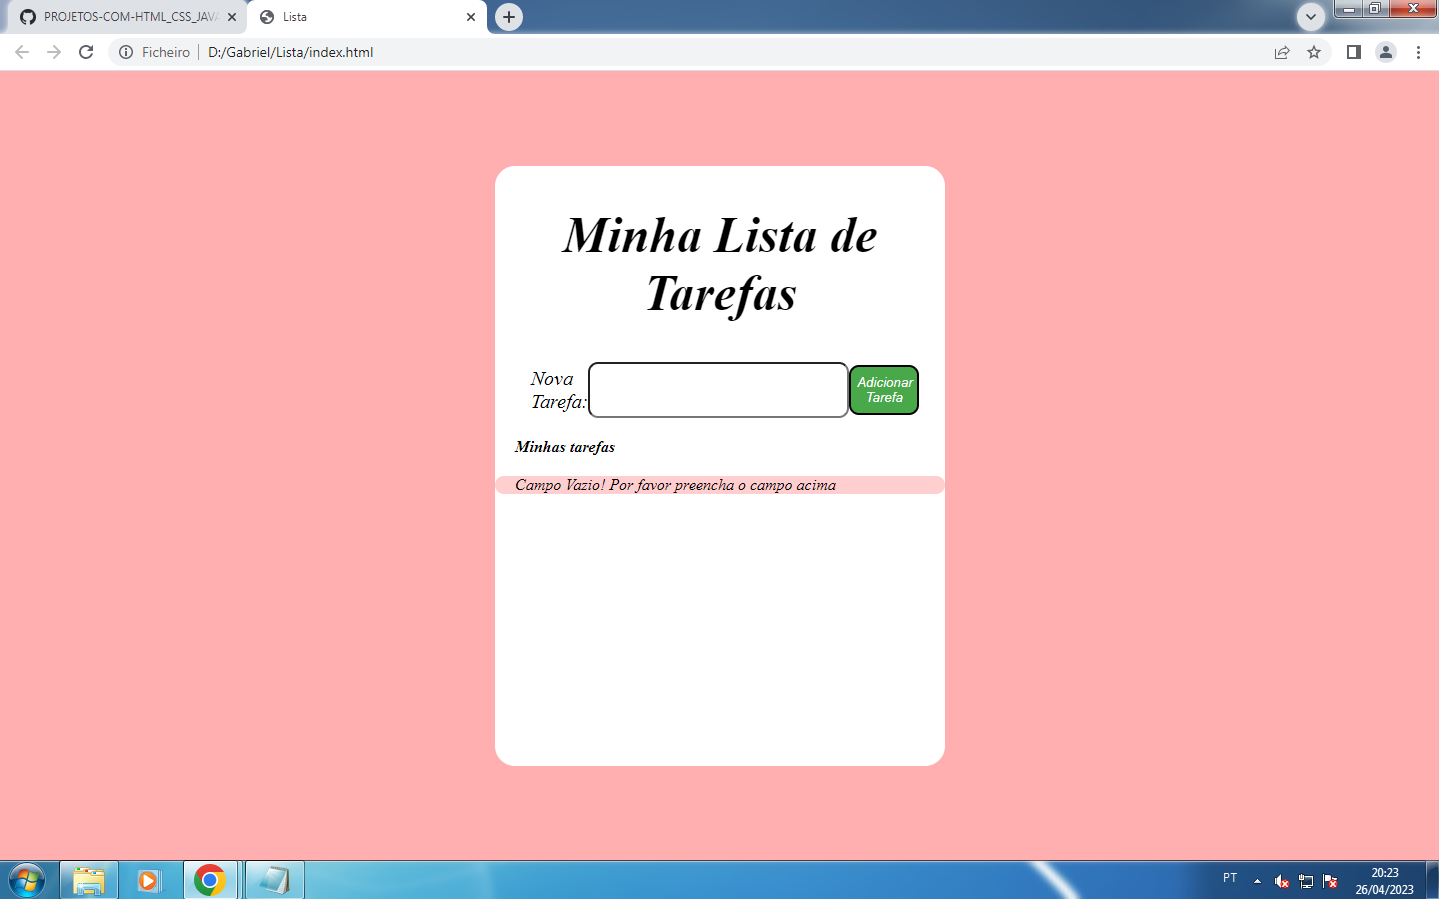 PROJETOS-COM-HTML_CSS_JAVA
Lista
Ficheiro
D:/Gabriel/Lista/index.html
Minha Lista de
Tarefas
Nova
Tarefa:
Adicionar
Tarefa
Minhas tarefas
Campo Vazio! Por favor preencha o campo acima
PT
20:23
26/04/2023